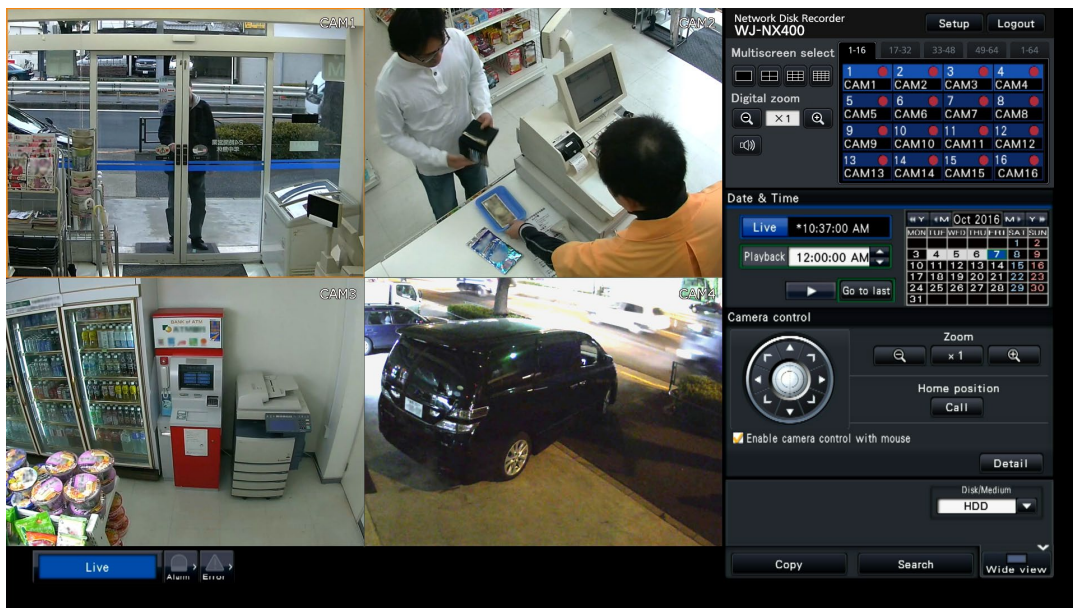 CAM1
CAM2
CAM3
BANK of ATM
CAM4
Live
Alarm
Error
Network Disk Recorder
WJ-NX400
Setup
Logout
Multiscreen select
1-16 17-32 33-48 49-64 1-64
1 2 3 4
CAM1 CAM2 CAM3 CAM4
5 6 7 8
CAM5 CAM6 CAM7 CAM8
9 10 11 12
CAM9 CAM10 CAM11 CAM12
13 14 15 16
CAM13 CAM14 CAM15 CAM16
Digital zoom
×1
Date & Time
Live *10:37:00 AM
Playback 12:00:00 AM
Go to last
Y M Oct 2016 M Y
MON TUE WED THU FRI SAT SUN
1 2
3 4 5 6 7 8 9
10 11 12 13 14 15 16
17 18 19 20 21 22 23
24 25 26 27 28 29 30
31
Camera control
Zoom
×1
Home position
Call
Enable camera control with mouse
Detail
Disk/Medium
HDD
Copy
Search
Wide view